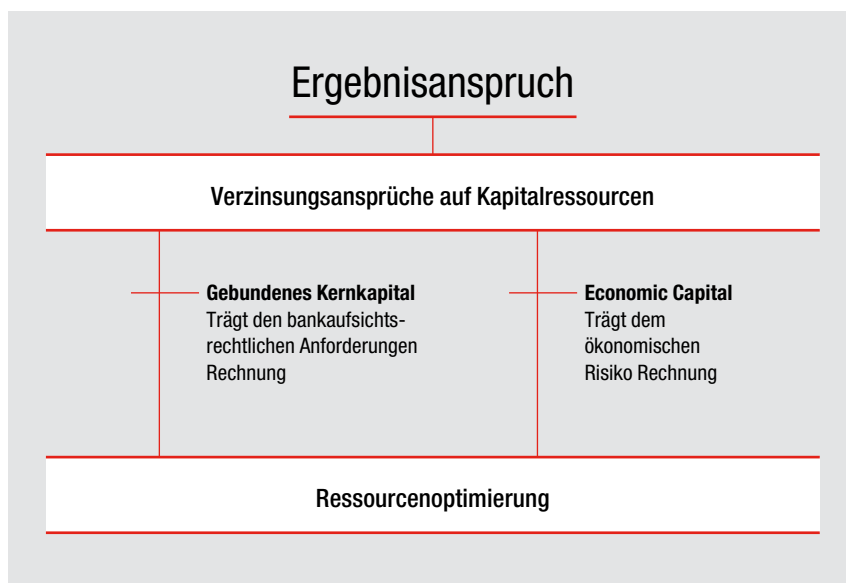 Ergebnisanspruch
Verzinsungsansprüche auf Kapitalressourcen
Gebundenes Kernkapital
Trägt den bankaufsichts-
rechtlichen Anforderungen
Rechnung
Economic Capital
Trägt dem
ökonomischen
Risiko Rechnung
Ressourcenoptimierung